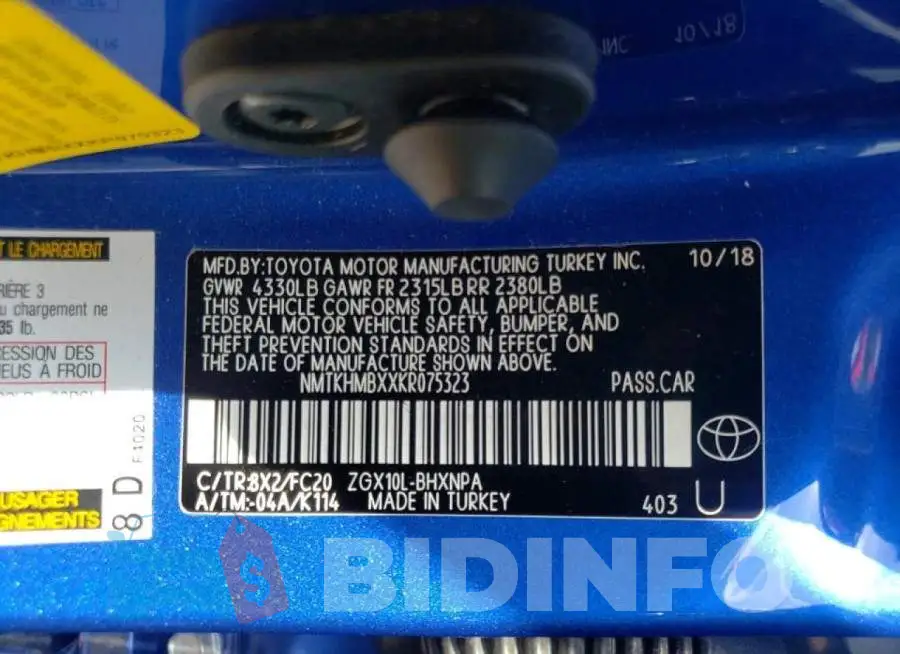 INC 10/18
MFD.BY:TOYOTA MOTOR MANUFACTURING TURKEY INC. 10/18
GVWR 4330LB GAWR FR 2315LB RR 2380LB
THIS VEHICLE CONFORMS TO ALL APPLICABLE
FEDERAL MOTOR VEHICLE SAFETY, BUMPER, AND
THEFT PREVENTION STANDARDS IN EFFECT ON
THE DATE OF MANUFACTURE SHOWN ABOVE.
NMTKHMBXXKR075323 PASS.CAR
C/TR:8X2/FC20 ZGX10L-BHXNPA
A/TM:-04A/K114 MADE IN TURKEY 403 U
T LE CHARGEMENT
RIÈRE 3
u chargement ne
35 lb.
ESSION DES
EUS À FROID
USAGER
GNEMENTS
8 D F1020
BIDINFO